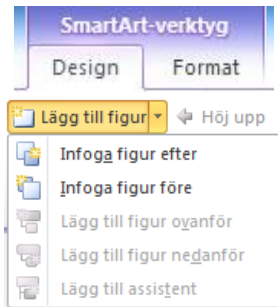 SmartArt-verktyg
Design Format
Lägg till figur Höj upp
Infoga figur efter
Infoga figur före
Lägg till figur ovanför
Lägg till figur nedanför
Lägg till assistent